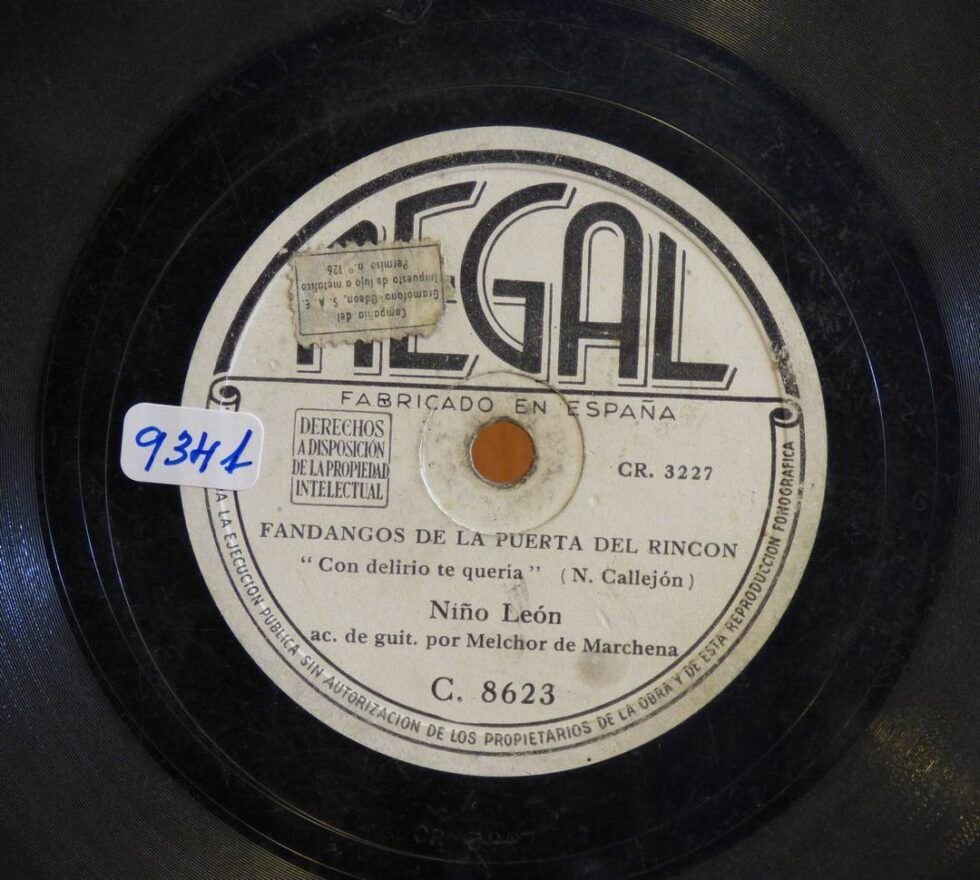 REGAL
Compañia del
Gramófono Odeon, S. A. E.
Impuesto de lujo a metálico
Permiso n.º 126
FABRICADO EN ESPAÑA
DERECHOS
A DISPOSICIÓN
DE LA PROPIEDAD
INTELECTUAL
CR. 3227
9341
FANDANGOS DE LA PUERTA DEL RINCON
“Con delirio te quería” (N. Callejón)
Niño León
ac. de guit. por Melchor de Marchena
C. 8623
LA EJECUCION PUBLICA SIN AUTORIZACION DE LOS PROPIETARIOS DE LA OBRA Y DE ESTA REPRODUCCION FONOGRAFICA